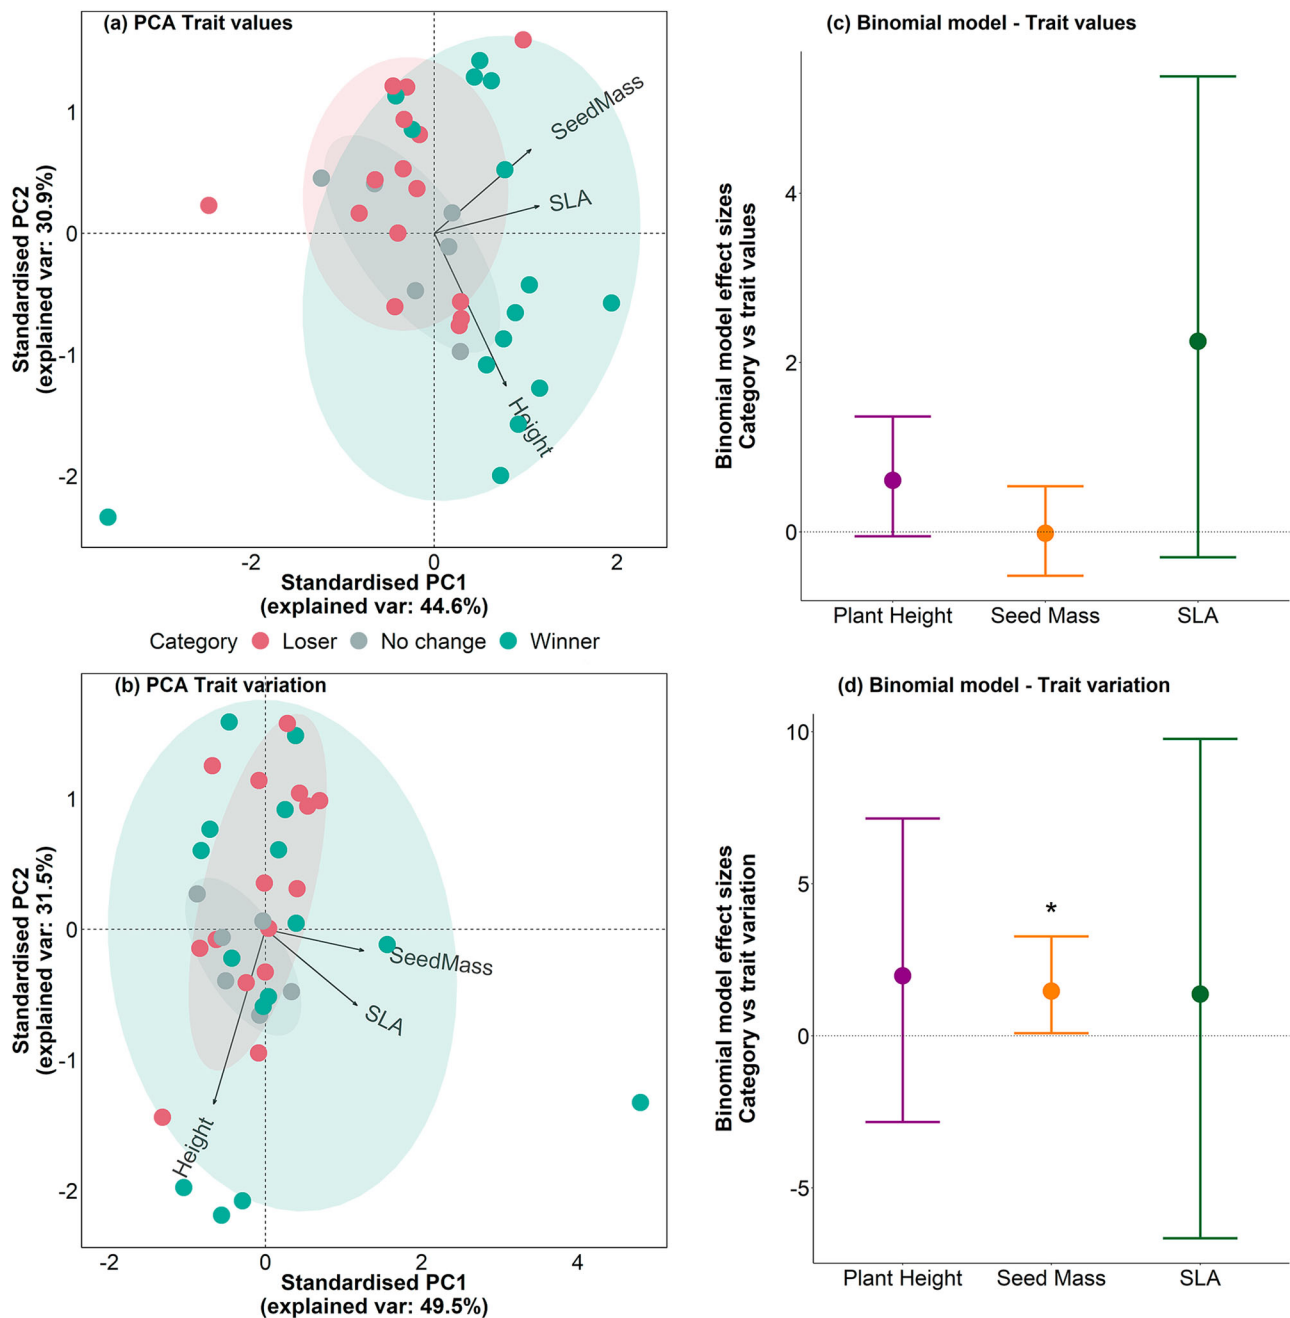 (a) PCA Trait values
Standardised PC2
(explained var: 30.9%)
1
0
-1
-2
SeedMass
SLA
Height
-2
0
2
Standardised PC1
(explained var: 44.6%)
(c) Binomial model - Trait values
Binomial model effect sizes
Category vs trait values
4
2
0
Plant Height
Seed Mass
SLA
Category
Loser
No change
Winner
(b) PCA Trait variation
Standardised PC2
(explained var: 31.5%)
1
0
-1
-2
SeedMass
SLA
Height
-2
0
2
4
Standardised PC1
(explained var: 49.5%)
(d) Binomial model - Trait variation
Binomial model effect sizes
Category vs trait variation
10
5
0
-5
*
Plant Height
Seed Mass
SLA